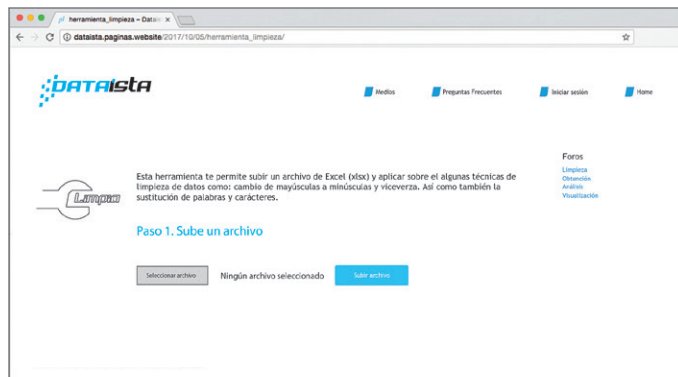 herramienta_limpieza – Datais
dataista.paginas.website/2017/10/05/herramienta_limpieza/
DATAISTA
Medios
Preguntas Frecuentes
Iniciar sesión
Home
Limpio
Esta herramienta te permite subir un archivo de Excel (xlsx) y aplicar sobre el algunas técnicas de
limpieza de datos como: cambio de mayúsculas a minúsculas y viceverza. Así como también la
sustitución de palabras y carácteres.
Paso 1. Sube un archivo
Seleccionar archivo
Ningún archivo seleccionado
Subir archivo
Foros
Limpieza
Obtención
Análisis
Visualización